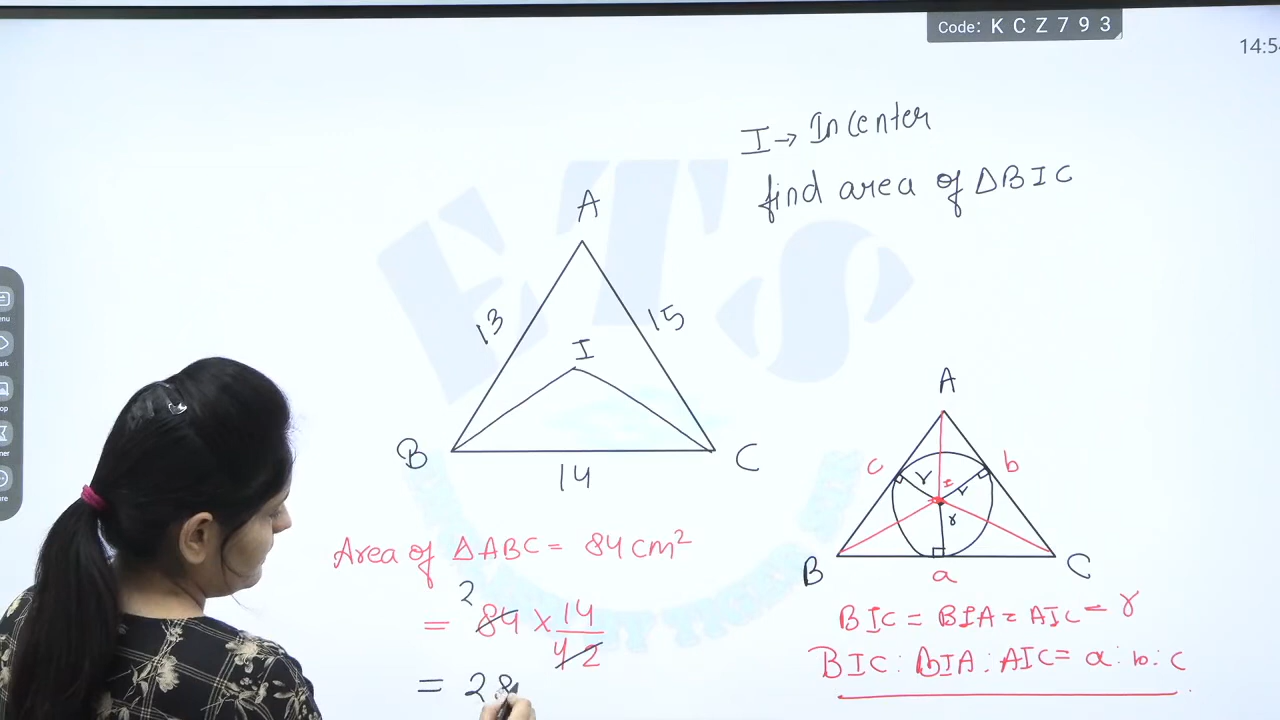 Code: K C Z 7 9 3
14:5
I → Incenter
find area of ΔBIC
ETS
A
13
15
I
B
C
14
A
c
b
r
I
r
r
B
a
C
Area of ΔABC = 84 cm²
2
= 84 × 14/42
= 28
BIC = BIA = AIC = r
BIC : BIA : AIC = a : b : c